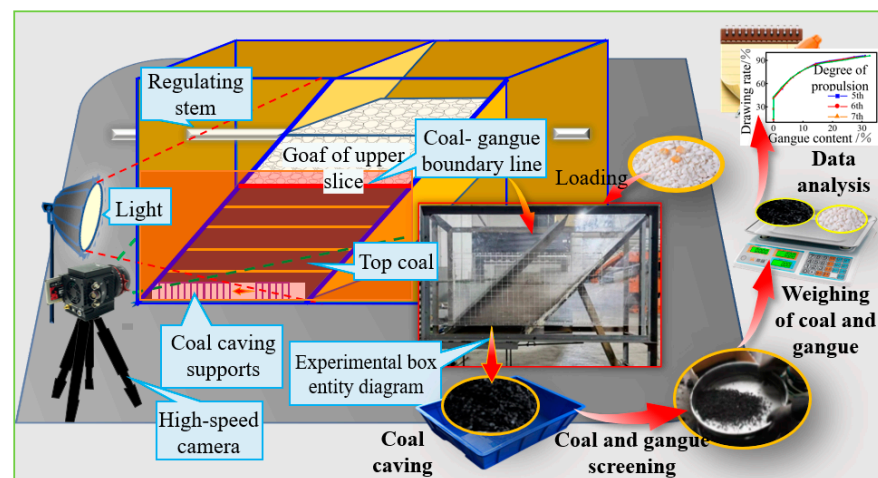 Regulating
stem
Goaf of upper
slice
Coal- gangue
boundary line
Light
Top coal
Coal caving
supports
High-speed
camera
Experimental box
entity diagram
Loading
Coal
caving
Coal and gangue
screening
Weighing
of coal and
gangue
Data
analysis
Drawing rate/%
90
60
30
0 10 20 30
Gangue content /%
Degree of
propulsion
5th
6th
7th